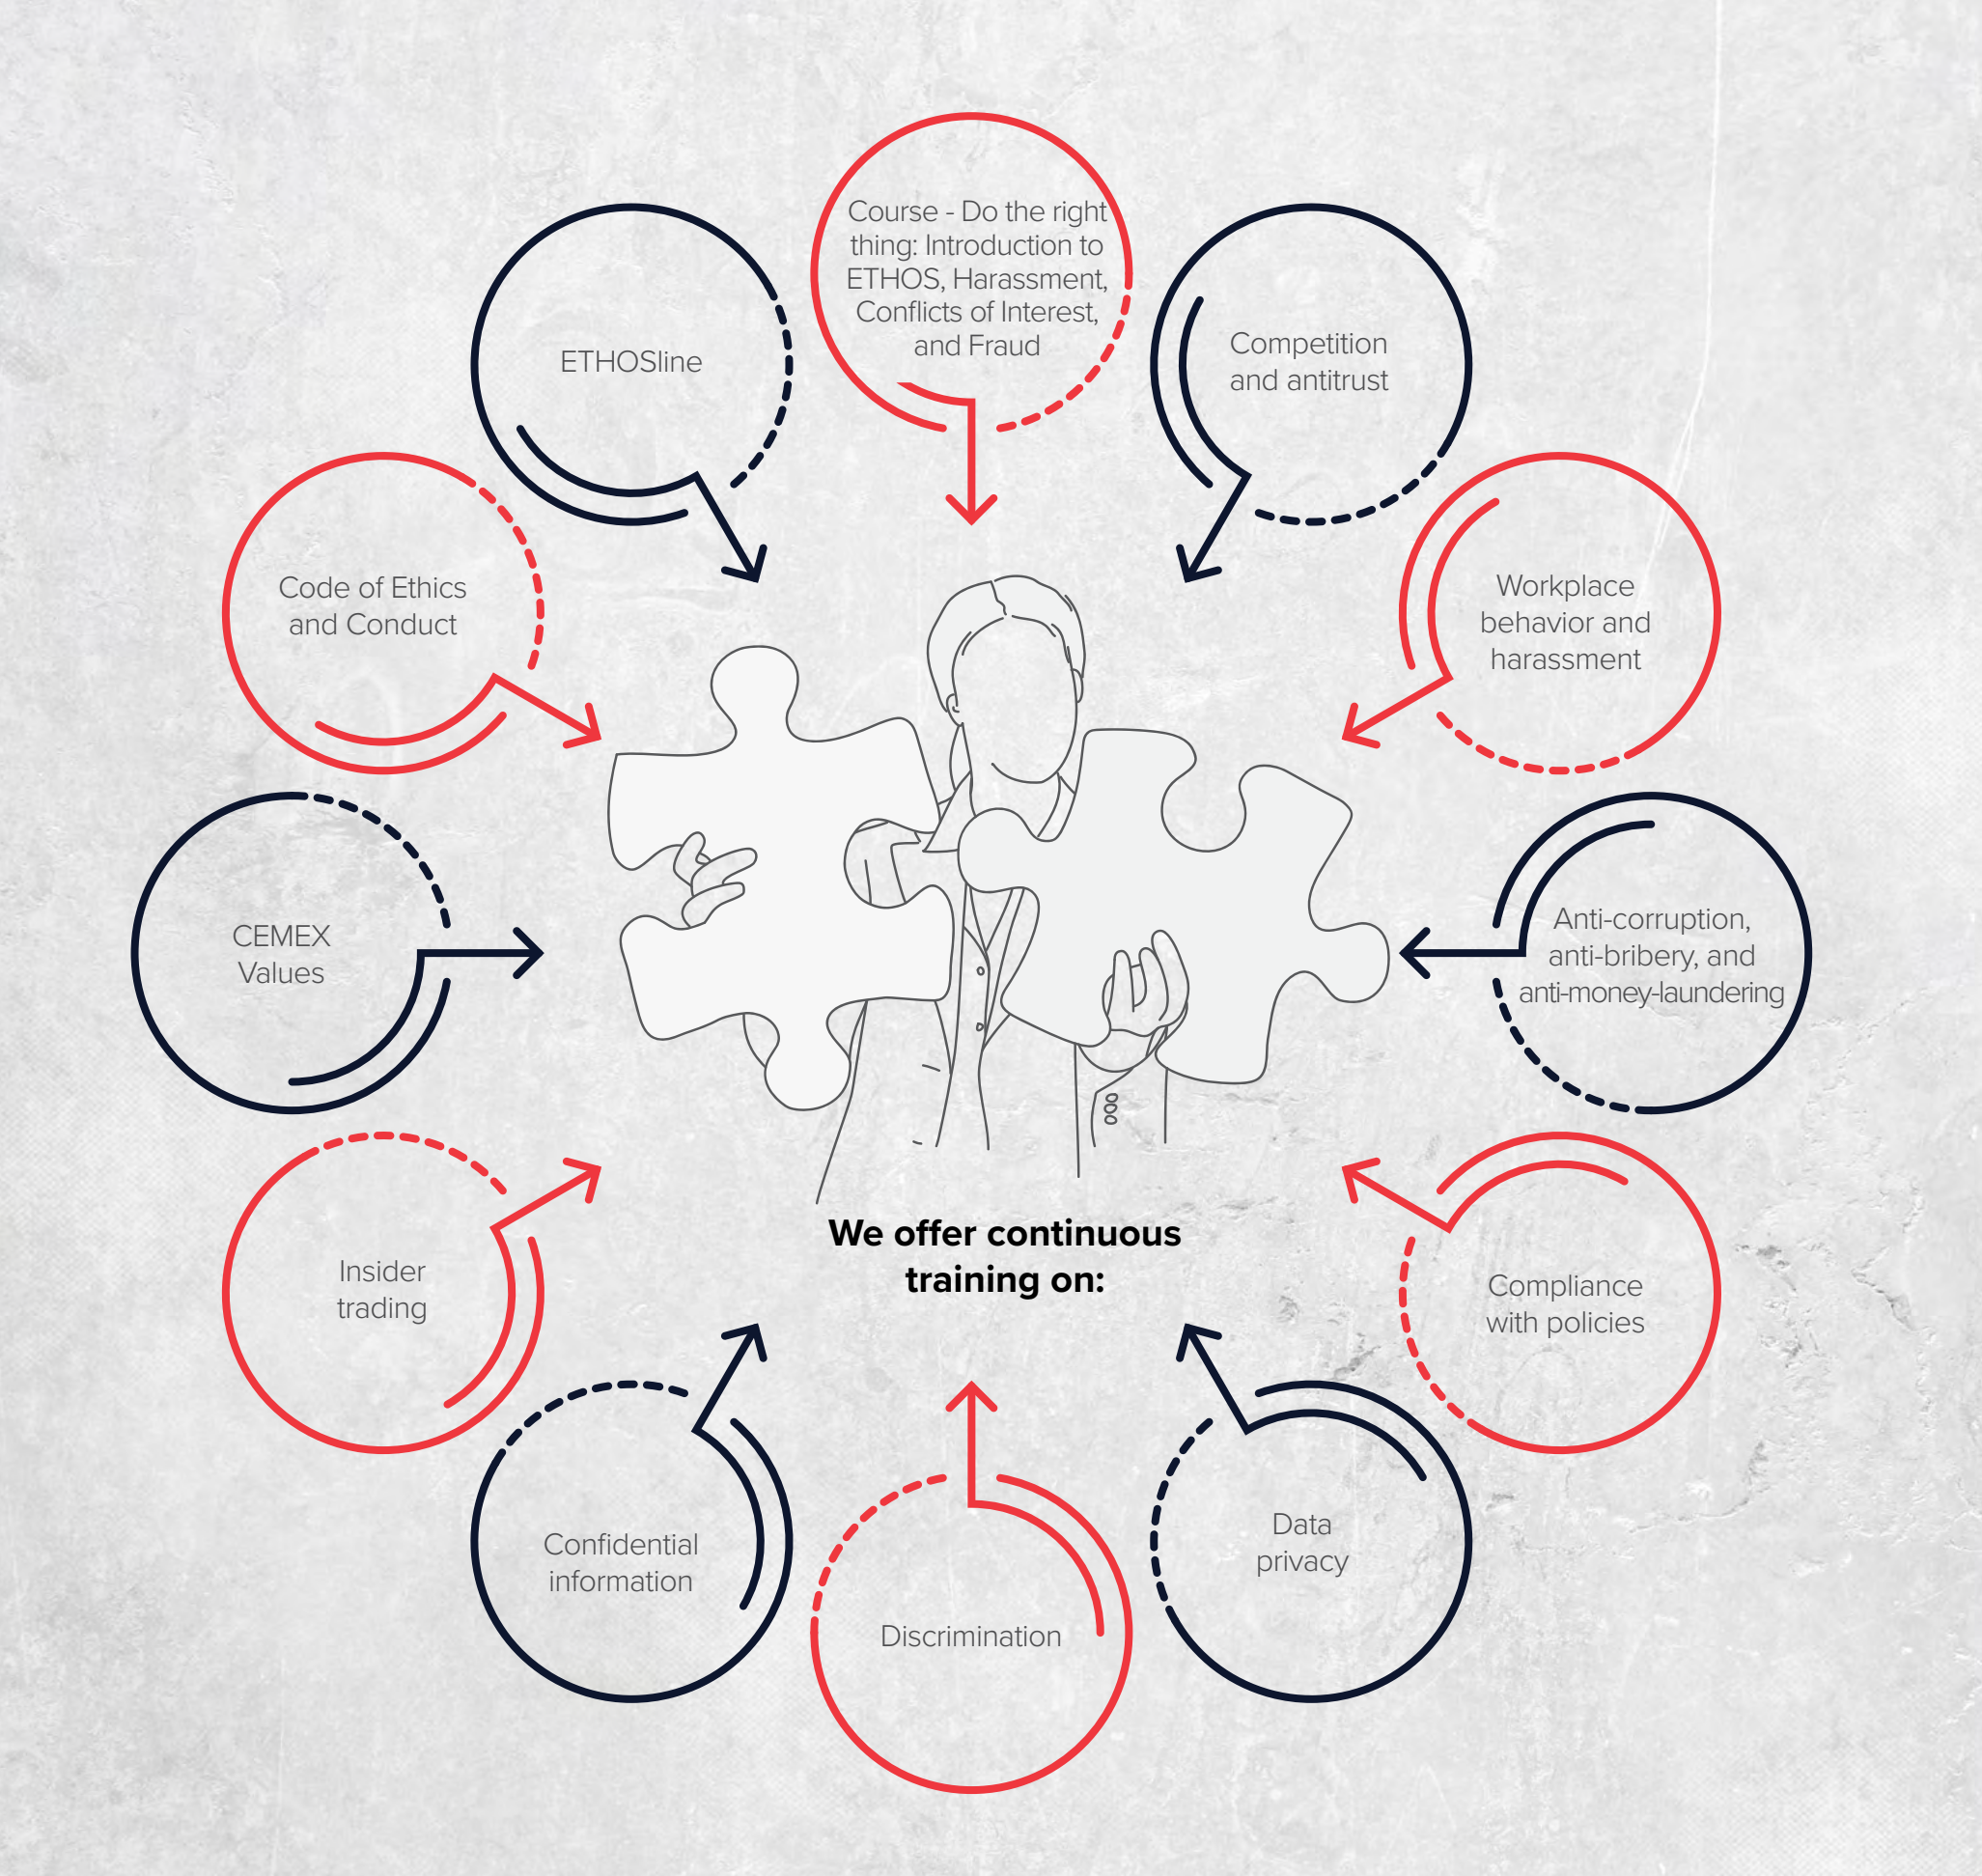 Course - Do the right
thing: Introduction to
ETHOS, Harassment,
Conflicts of Interest,
and Fraud
Competition
and antitrust
Workplace
behavior and
harassment
Anti-corruption,
anti-bribery, and
anti-money-laundering
Compliance
with policies
Data
privacy
Discrimination
Confidential
information
Insider
trading
CEMEX
Values
Code of Ethics
and Conduct
ETHOSline
We offer continuous
training on: